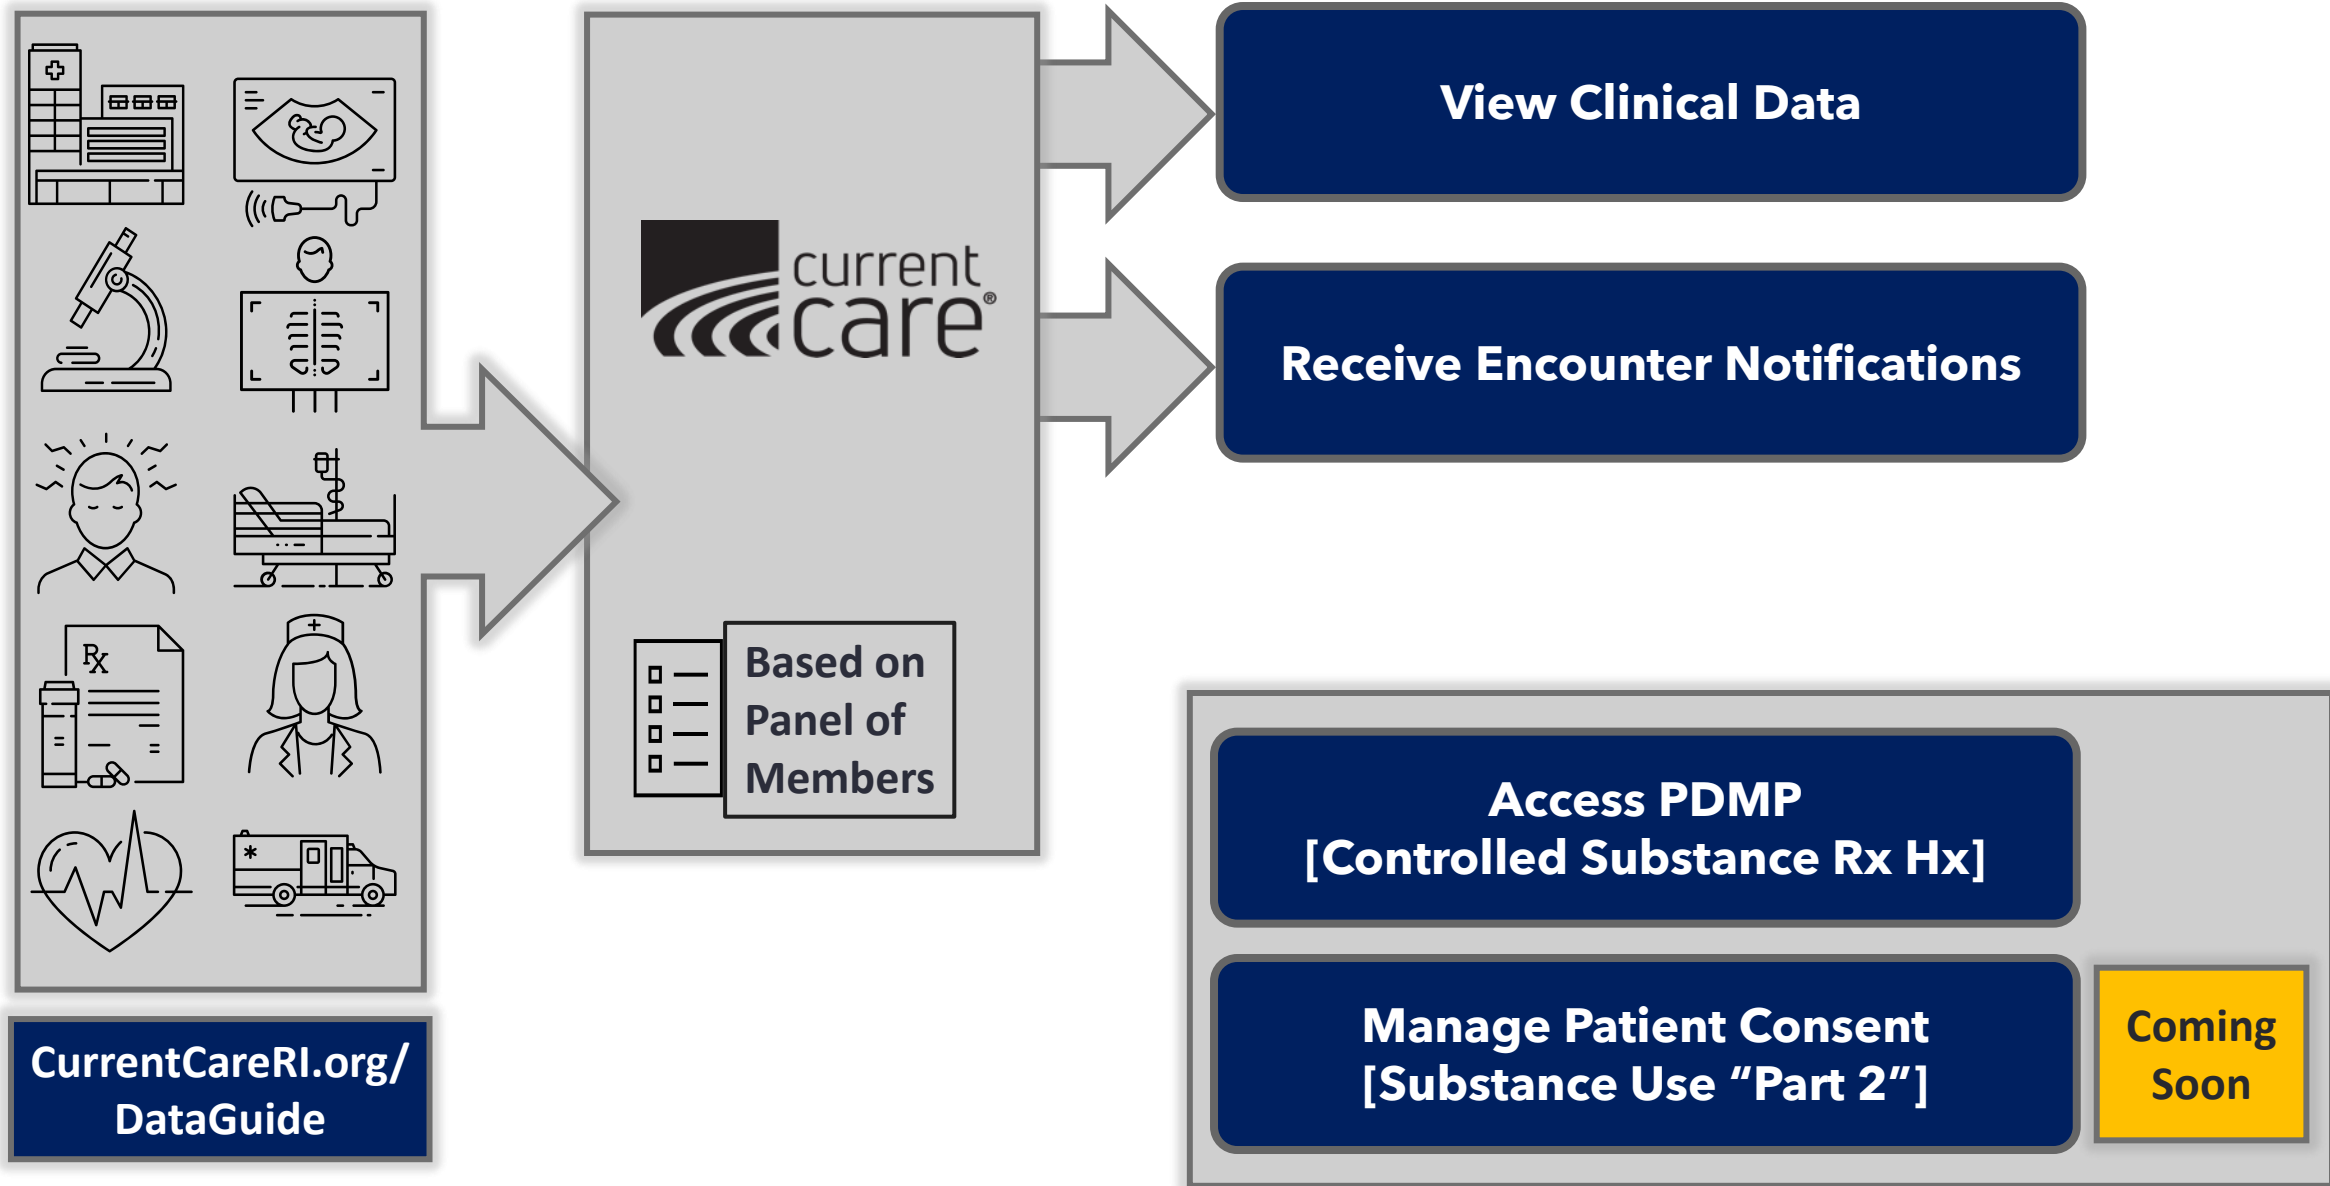 View Clinical Data
current
care®
Receive Encounter Notifications
Rx
Based on
Panel of
Members
Access PDMP
[Controlled Substance Rx Hx]
Manage Patient Consent
[Substance Use “Part 2”]
Coming
Soon
CurrentCareRI.org/
DataGuide